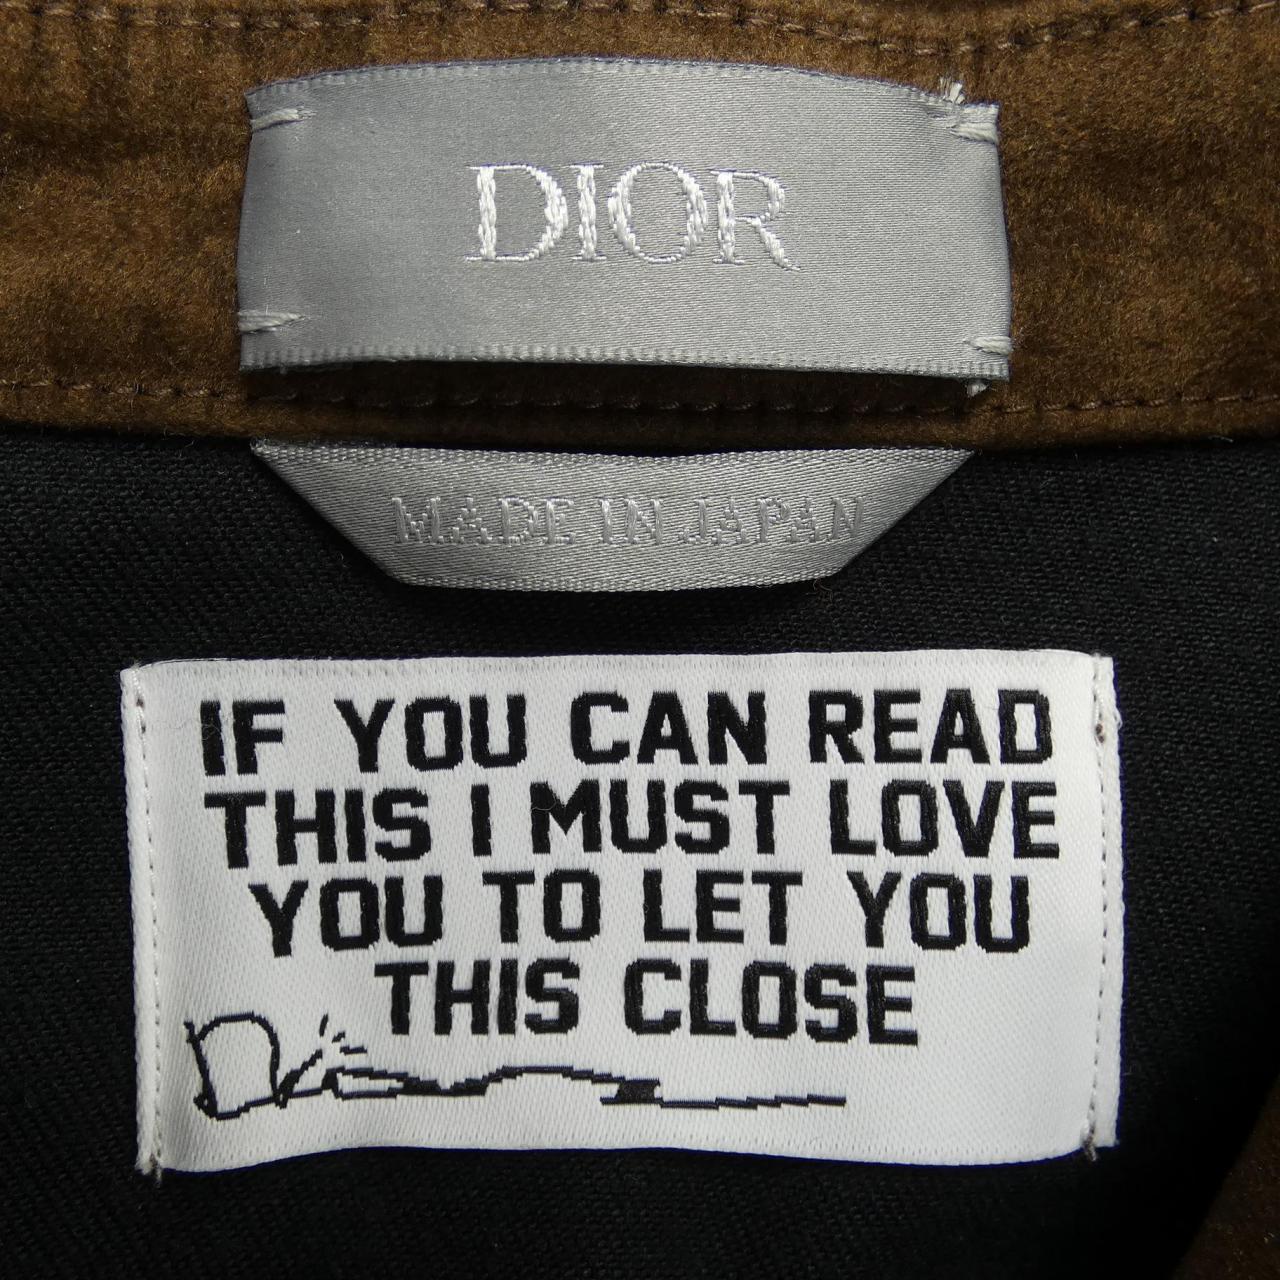 DIOR
MADE IN JAPAN
IF YOU CAN READ
THIS I MUST LOVE
YOU TO LET YOU
THIS CLOSE